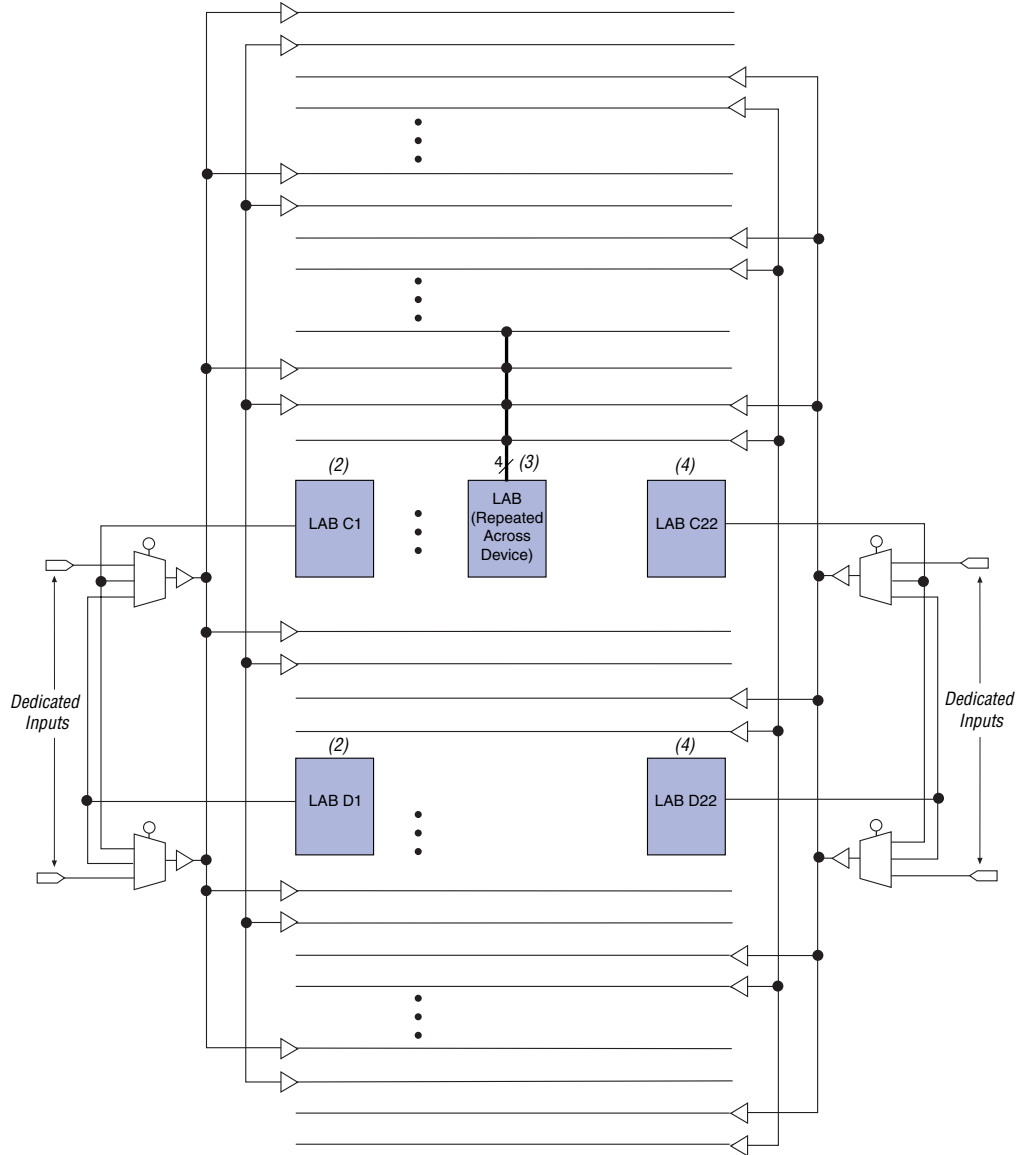 4
(3)
(2)
(4)
LAB C1
LAB
(Repeated
Across
Device)
LAB C22
Dedicated
Inputs
Dedicated
Inputs
(2)
(4)
LAB D1
LAB D22